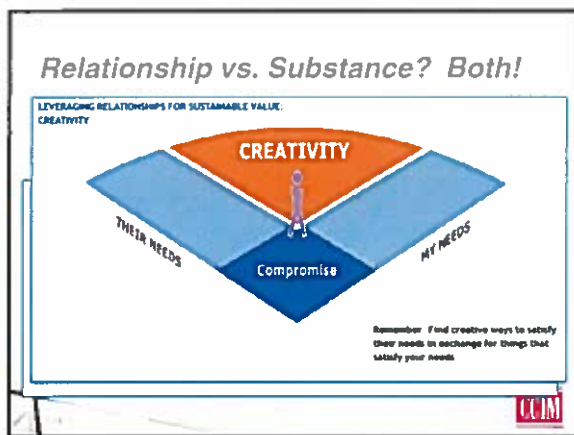 Relationship vs. Substance? Both!
LEVERAGING RELATIONSHIPS FOR SUSTAINABLE VALUE:
CREATIVITY
CREATIVITY
THEIR NEEDS
MY NEEDS
Compromise
Remember Find creative ways to satisfy
their needs in exchange for things that
satisfy your needs
CCIM